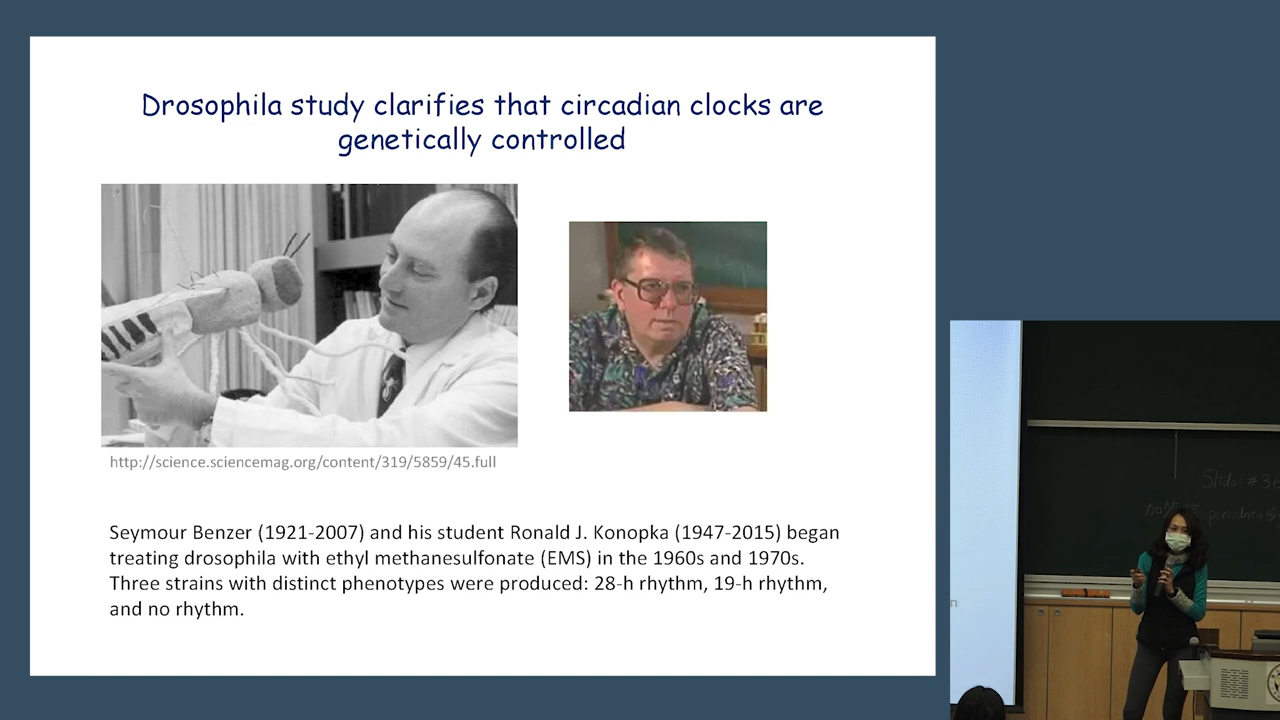 Drosophila study clarifies that circadian clocks are
genetically controlled
http://science.sciencemag.org/content/319/5859/45.full
Seymour Benzer (1921-2007) and his student Ronald J. Konopka (1947-2015) began
treating drosophila with ethyl methanesulfonate (EMS) in the 1960s and 1970s.
Three strains with distinct phenotypes were produced: 28-h rhythm, 19-h rhythm,
and no rhythm.
Slido: #
n